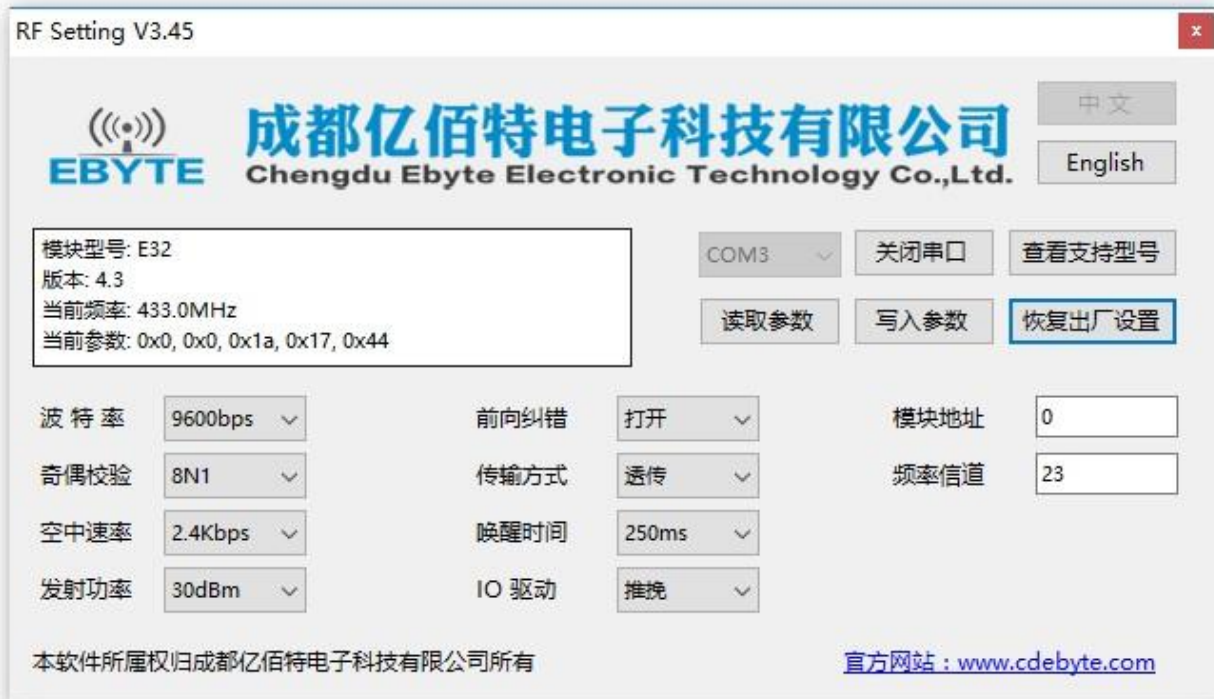 RF Setting V3.45
x
中文
成都亿佰特电子科技有限公司
EBYTE
Chengdu Ebyte Electronic Technology Co.,Ltd.
English
模块型号: E32
版本: 4.3
当前频率: 433.0MHz
当前参数: 0x0, 0x0, 0x1a, 0x17, 0x44
COM3 关闭串口 查看支持型号
读取参数 写入参数 恢复出厂设置
波特率 9600bps 前向纠错 打开 模块地址 0
奇偶校验 8N1 传输方式 透传 频率信道 23
空中速率 2.4Kbps 唤醒时间 250ms
发射功率 30dBm IO 驱动 推挽
本软件所属权归成都亿佰特电子科技有限公司所有 官方网站：www.cdebyte.com